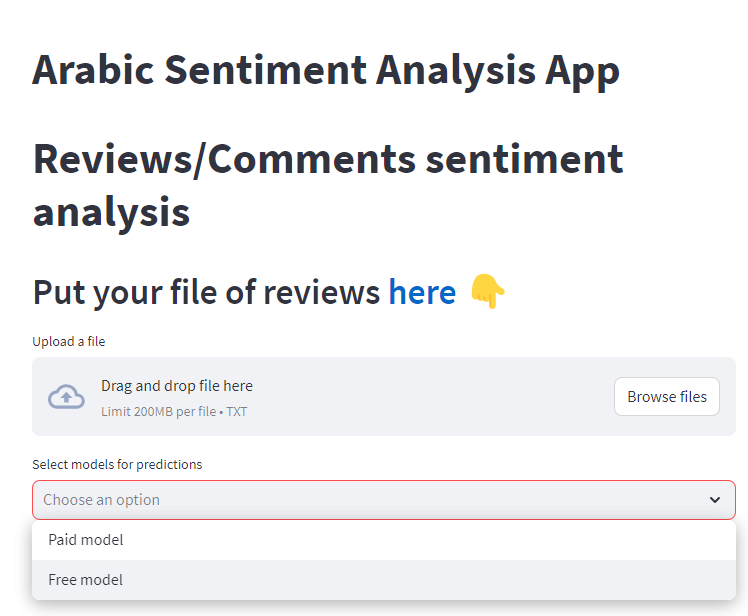 Arabic Sentiment Analysis App
Reviews/Comments sentiment
analysis
Put your file of reviews here 👇
Upload a file
Drag and drop file here
Limit 200MB per file • TXT
Browse files
Select models for predictions
Choose an option
Paid model
Free model